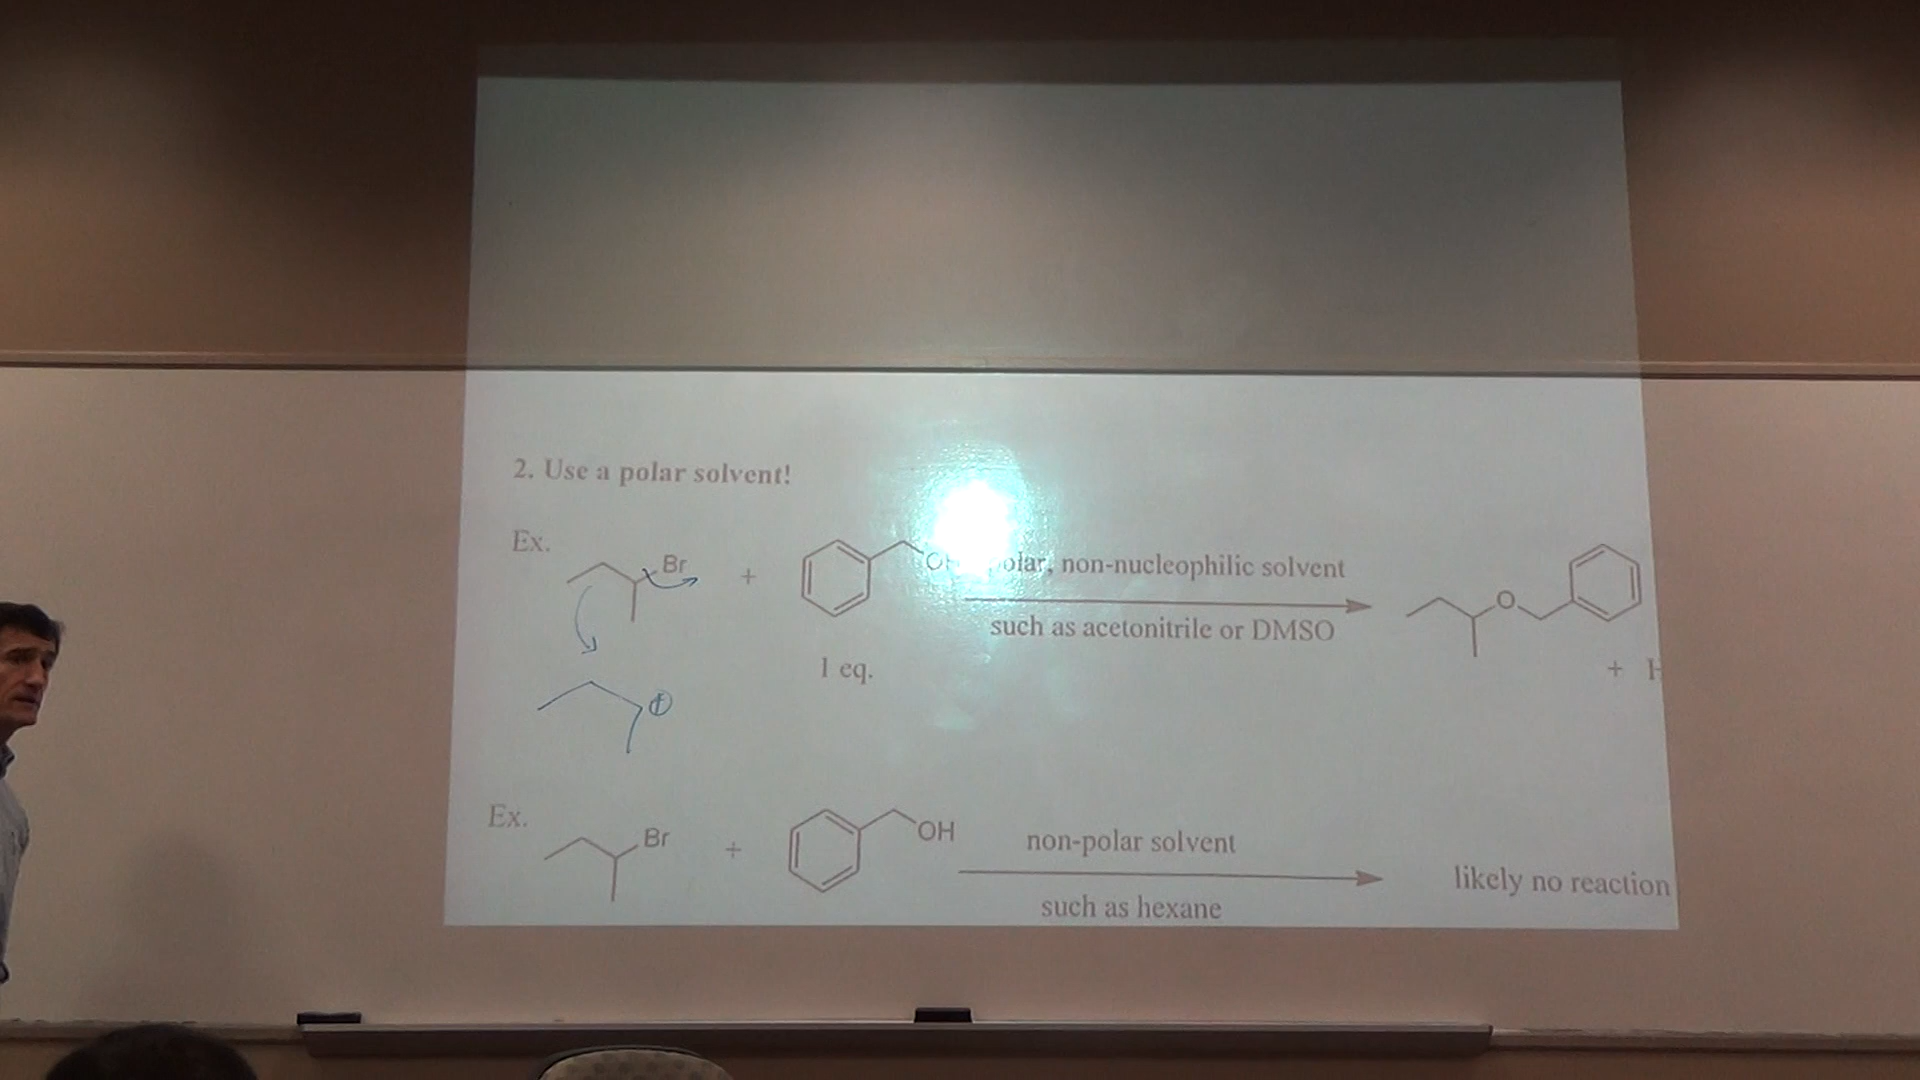 2. Use a polar solvent!
Ex.
Br
+
polar, non-nucleophilic solvent
such as acetonitrile or DMSO
O
+
1 eq.
Ex.
Br
+
OH
non-polar solvent
such as hexane
likely no reaction